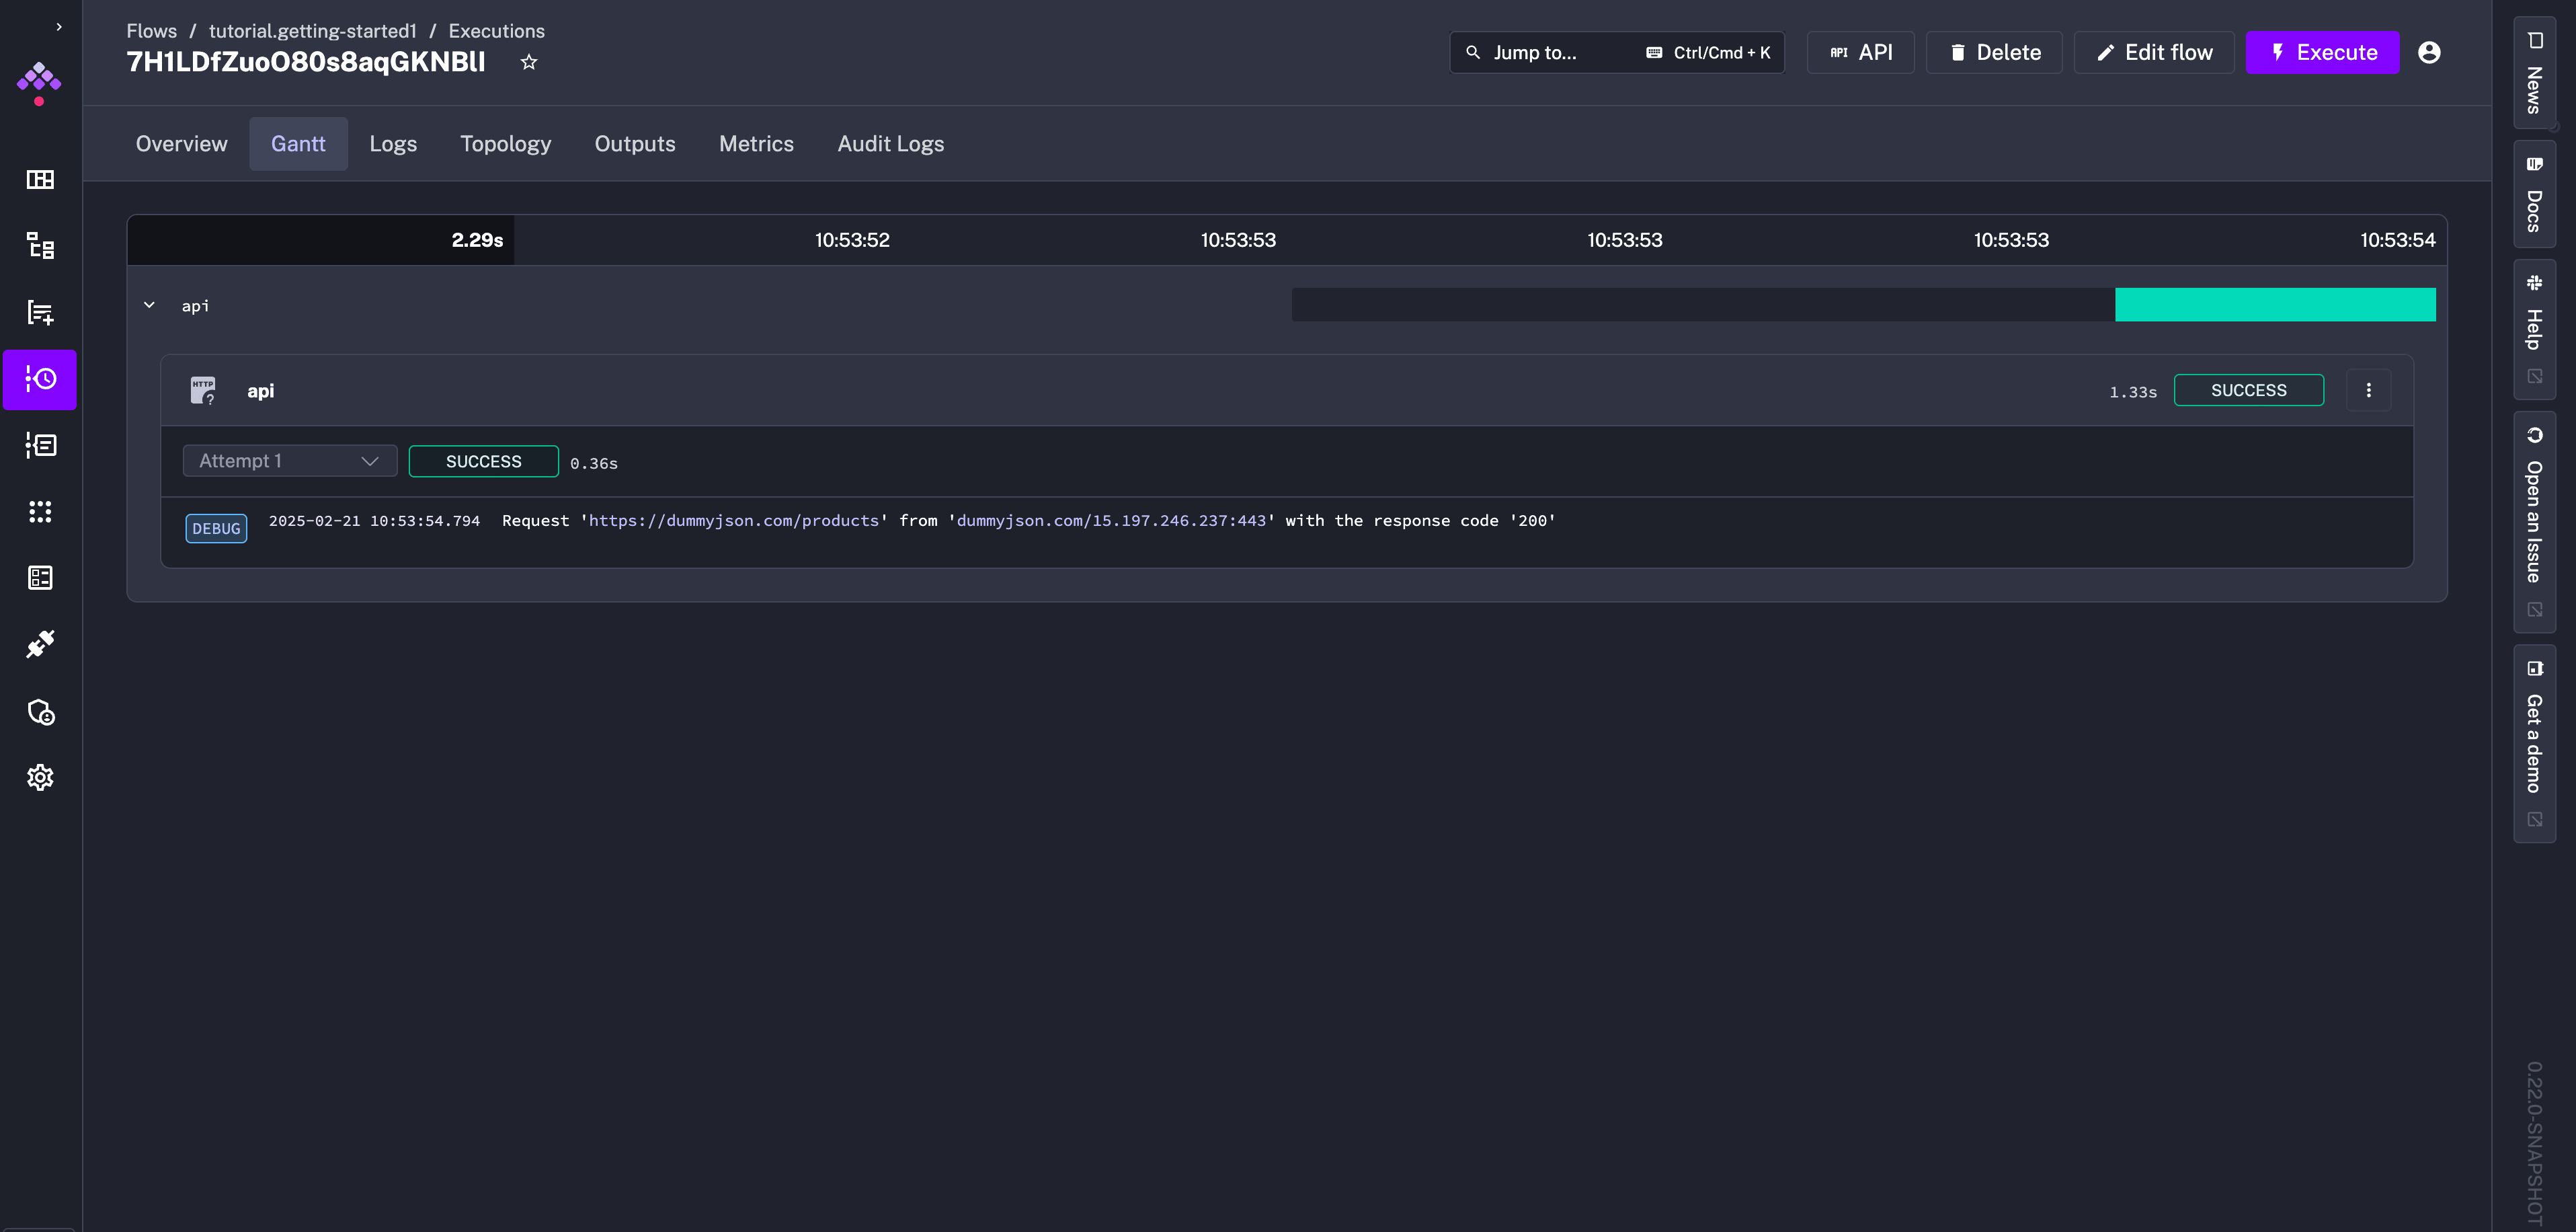 Flows / tutorial.getting-started1 / Executions
7H1LDfZuoO80s8aqGKNBlI
Jump to... Ctrl/Cmd + K
API API
Delete
Edit flow
Execute
Overview Gantt Logs Topology Outputs Metrics Audit Logs
2.29s 10:53:52 10:53:53 10:53:53 10:53:53 10:53:54
api
HTTP ? api 1.33s SUCCESS
Attempt 1 SUCCESS 0.36s
DEBUG 2025-02-21 10:53:54.794 Request 'https://dummyjson.com/products' from 'dummyjson.com/15.197.246.237:443' with the response code '200'
News
Docs
Help
Open an Issue
Get a demo
0.22.0-SNAPSHOT